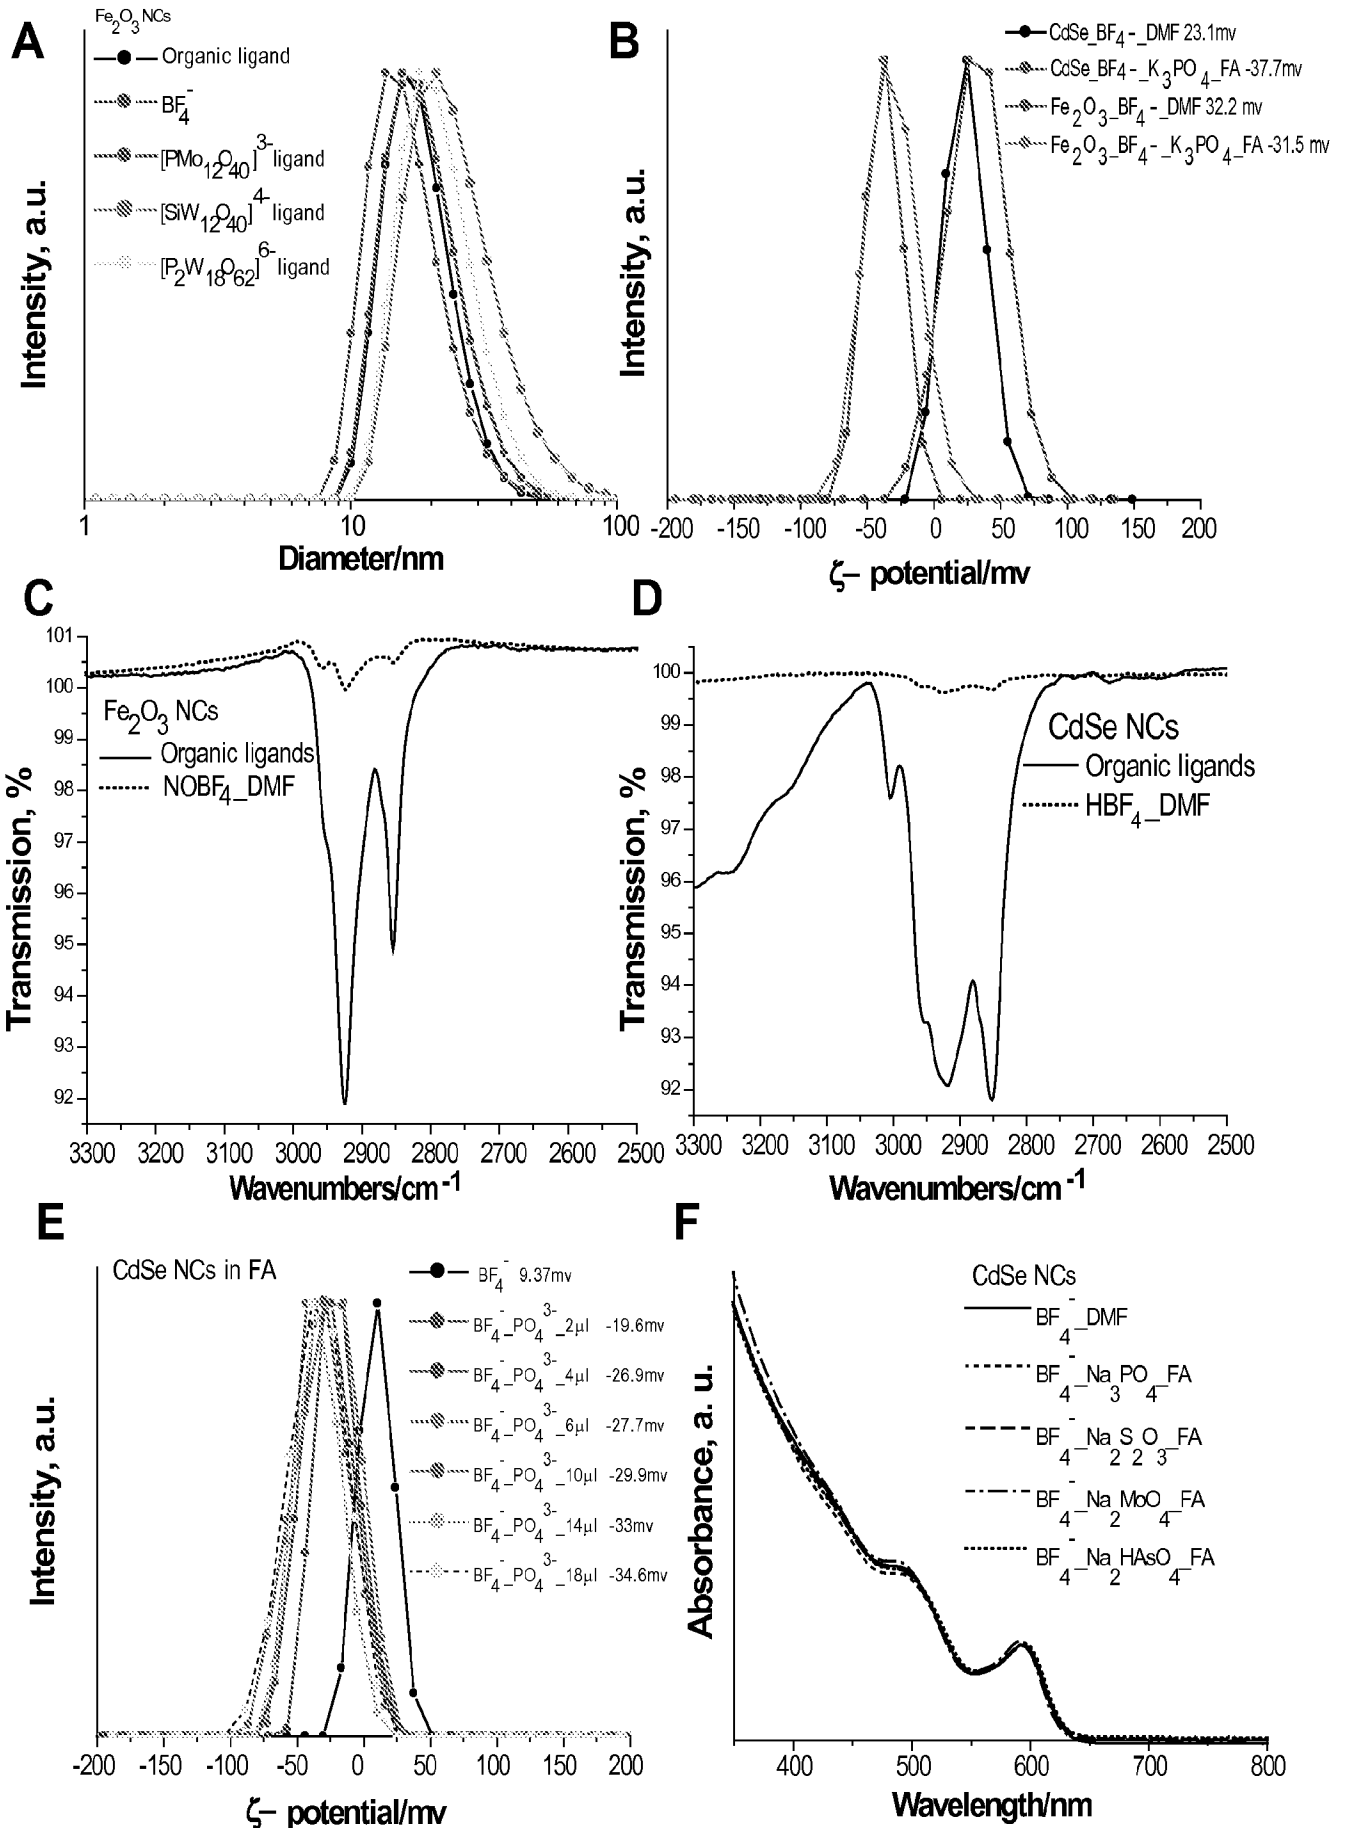 A
Fe2O3 NCs
Organic ligand
BF4-
[PMo12O40]3- ligand
[SiW12O40]4- ligand
[P2W18O62]6- ligand
Intensity, a.u.
1 10 100
Diameter/nm
B
CdSe_BF4-_DMF 23.1mv
CdSe_BF4-_K3PO4_FA -37.7mv
Fe2O3_BF4-_DMF 32.2 mv
Fe2O3_BF4-_K3PO4_FA -31.5 mv
Intensity, a.u.
-200 -150 -100 -50 0 50 100 150 200
ζ- potential/mv
C
101
100
99
98
97
96
95
94
93
92
Transmission, %
Fe2O3 NCs
Organic ligands
NOBF4_DMF
3300 3200 3100 3000 2900 2800 2700 2600 2500
Wavenumbers/cm-1
D
100
99
98
97
96
95
94
93
92
Transmission, %
CdSe NCs
Organic ligands
HBF4_DMF
3300 3200 3100 3000 2900 2800 2700 2600 2500
Wavenumbers/cm-1
E
CdSe NCs in FA
BF4- 9.37mv
BF4-_PO43-_2μl -19.6mv
BF4-_PO43-_4μl -26.9mv
BF4-_PO43-_6μl -27.7mv
BF4-_PO43-_10μl -29.9mv
BF4-_PO43-_14μl -33mv
BF4-_PO43-_18μl -34.6mv
Intensity, a.u.
-200 -150 -100 -50 0 50 100 150 200
ζ- potential/mv
F
CdSe NCs
BF4-_DMF
BF4-_Na3PO4_FA
BF4-_Na2S2O3_FA
BF4-_Na2MoO4_FA
BF4-_Na2HAsO4_FA
Absorbance, a. u.
400 500 600 700 800
Wavelength/nm